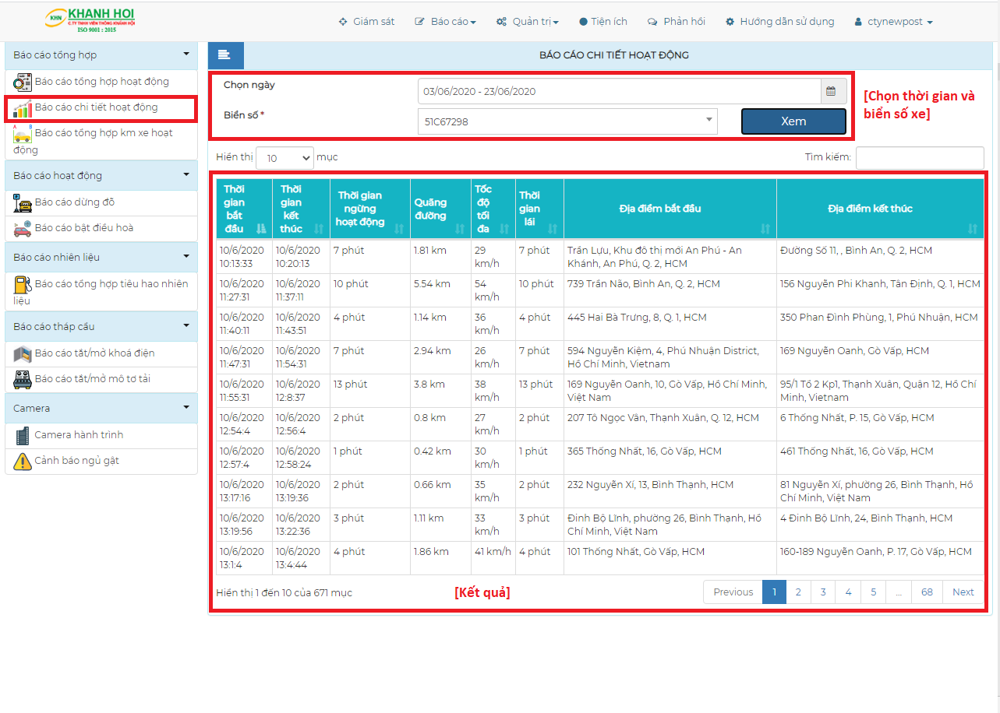 KHN KHANH HOI
C.TY TNHH VIỄN THÔNG KHÁNH HỘI
ISO 9001 : 2015
Giám sát Báo cáo Quản trị Tiện ích Phản hồi Hướng dẫn sử dụng ctynewpost
Báo cáo tổng hợp
Báo cáo tổng hợp hoạt động
Báo cáo chi tiết hoạt động
Báo cáo tổng hợp km xe hoạt
động
Báo cáo hoạt động
Báo cáo dừng đỗ
Báo cáo bật điều hoà
Báo cáo nhiên liệu
Báo cáo tổng hợp tiêu hao nhiên
liệu
Báo cáo tháp cẩu
Báo cáo tắt/mở khoá điện
Báo cáo tắt/mở mô tơ tải
Camera
Camera hành trình
Cảnh báo ngủ gật
BÁO CÁO CHI TIẾT HOẠT ĐỘNG
Chọn ngày
03/06/2020 - 23/06/2020
Biển số *
51C67298
Xem
[Chọn thời gian và
biển số xe]
Hiển thị 10 mục
Tìm kiếm:
Thời gian bắt đầu Thời gian kết thúc Thời gian ngừng hoạt động Quãng đường Tốc độ tối đa Thời gian lái Địa điểm bắt đầu Địa điểm kết thúc
10/6/2020 10:13:33 10/6/2020 10:20:13 7 phút 1.81 km 29 km/h 7 phút Trần Lựu, Khu đô thị mới An Phú - An Khánh, An Phú, Q. 2, HCM Đường Số 11, , Bình An, Q. 2, HCM
10/6/2020 11:27:31 10/6/2020 11:37:11 10 phút 5.54 km 54 km/h 10 phút 739 Trần Não, Bình An, Q. 2, HCM 156 Nguyễn Phi Khanh, Tân Định, Q. 1, HCM
10/6/2020 11:40:11 10/6/2020 11:43:51 4 phút 1.14 km 36 km/h 4 phút 445 Hai Bà Trưng, 8, Q. 1, HCM 350 Phan Đình Phùng, 1, Phú Nhuận, HCM
10/6/2020 11:47:31 10/6/2020 11:54:31 7 phút 2.94 km 26 km/h 7 phút 594 Nguyễn Kiệm, 4, Phú Nhuận District, Hồ Chí Minh, Vietnam 169 Nguyễn Oanh, Gò Vấp, HCM
10/6/2020 11:55:31 10/6/2020 12:8:37 13 phút 3.8 km 38 km/h 13 phút 169 Nguyễn Oanh, 10, Gò Vấp, Hồ Chí Minh, Việt Nam 95/1 Tổ 2 Kp1, Thạnh Xuân, Quận 12, Hồ Chí Minh, Vietnam
10/6/2020 12:54:4 10/6/2020 12:56:4 2 phút 0.8 km 27 km/h 2 phút 207 Tô Ngọc Vân, Thạnh Xuân, Q. 12, HCM 6 Thống Nhất, P. 15, Gò Vấp, HCM
10/6/2020 12:57:4 10/6/2020 12:58:24 1 phút 0.42 km 30 km/h 1 phút 365 Thống Nhất, 16, Gò Vấp, HCM 461 Thống Nhất, 16, Gò Vấp, HCM
10/6/2020 13:17:16 10/6/2020 13:19:36 2 phút 0.66 km 35 km/h 2 phút 232 Nguyễn Xí, 13, Bình Thạnh, HCM 81 Nguyễn Xí, phường 26, Bình Thạnh, Hồ Chí Minh, Việt Nam
10/6/2020 13:19:56 10/6/2020 13:22:36 3 phút 1.11 km 33 km/h 3 phút Đinh Bộ Lĩnh, phường 26, Bình Thạnh, Hồ Chí Minh, Việt Nam 4 Đinh Bộ Lĩnh, 24, Bình Thạnh, HCM
10/6/2020 13:1:4 10/6/2020 13:4:44 4 phút 1.86 km 41 km/h 4 phút 101 Thống Nhất, Gò Vấp, HCM 160-189 Nguyễn Oanh, P. 17, Gò Vấp, HCM
Hiển thị 1 đến 10 của 671 mục
[Kết quả]
Previous 1 2 3 4 5 ... 68 Next